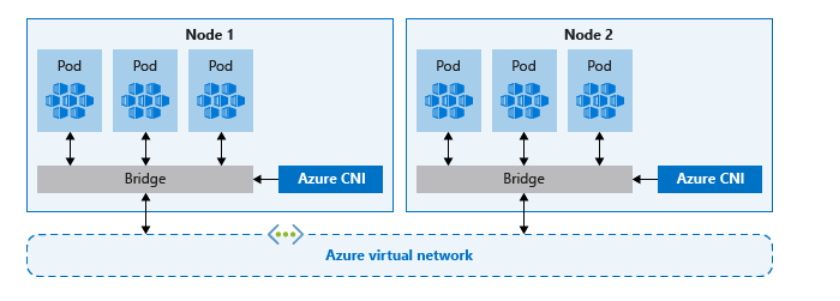 Node 1
Pod Pod Pod
Bridge
Azure CNI
Node 2
Pod Pod Pod
Bridge
Azure CNI
Azure virtual network